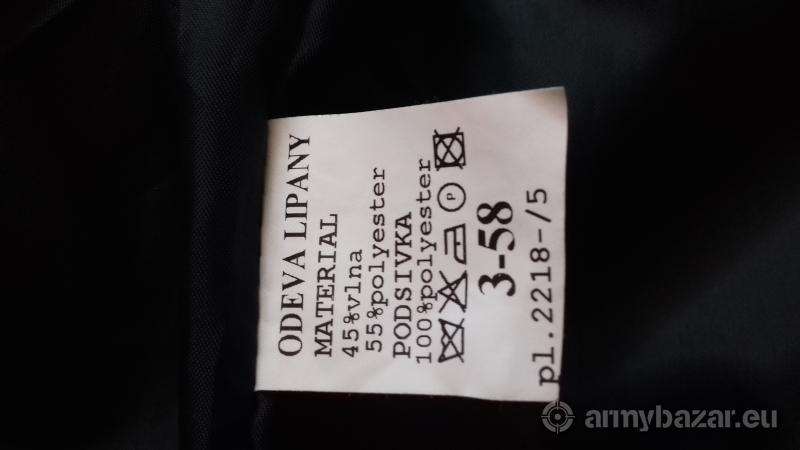 ODEVA LIPANY
MATERIAL
45%vlna
55%polyester
PODSIVKA
100%polyester
P
3-58
pl.2218-/5
armybazar.eu